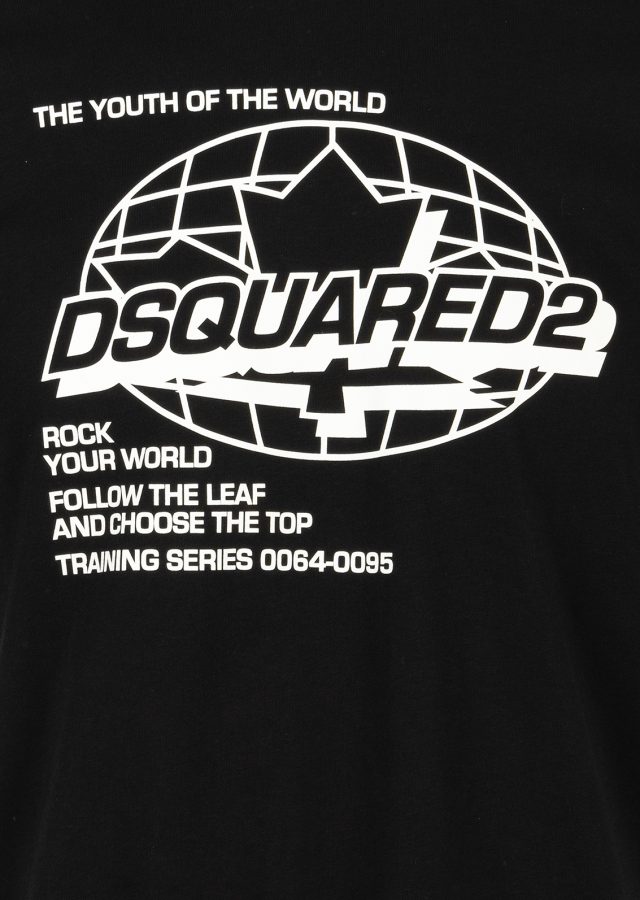 THE YOUTH OF THE WORLD
DSQUARED2
ROCK
YOUR WORLD
FOLLOW THE LEAF
AND CHOOSE THE TOP
TRAINING SERIES 0064-0095